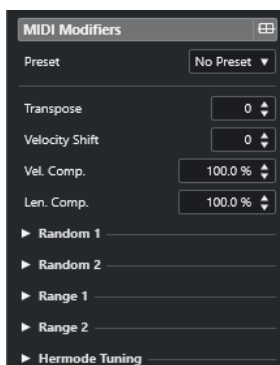 MIDI Modifiers
Preset No Preset
Transpose 0
Velocity Shift 0
Vel. Comp. 100.0 %
Len. Comp. 100.0 %
Random 1
Random 2
Range 1
Range 2
Hermode Tuning